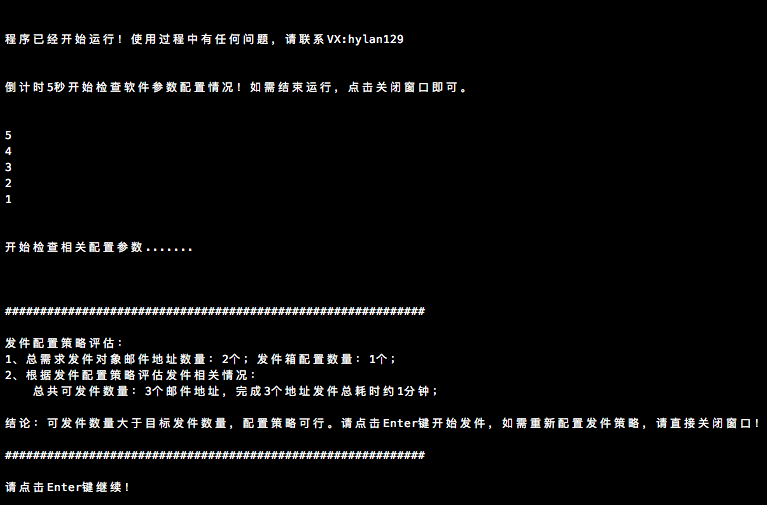 程序已经开始运行！使用过程中有任何问题，请联系VX:hylan129
倒计时5秒开始检查软件参数配置情况！如需结束运行，点击关闭窗口即可。
5
4
3
2
1
开始检查相关配置参数.......
############################################################
发件配置策略评估：
1、总需求发件对象邮件地址数量：2个；发件箱配置数量：1个；
2、根据发件配置策略评估发件相关情况：
总共可发件数量：3个邮件地址，完成3个地址发件总耗时约1分钟；
结论：可发件数量大于目标发件数量，配置策略可行。请点击Enter键开始发件，如需重新配置发件策略，请直接关闭窗口！
############################################################
请点击Enter键继续！